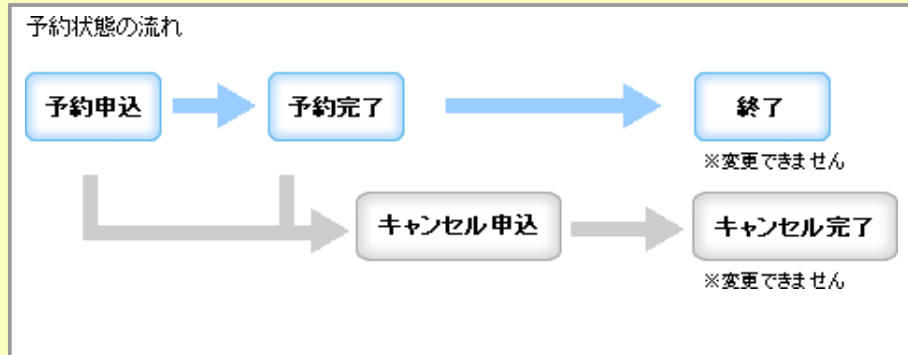 予約状態の流れ
予約申込
予約完了
終了
※変更できません
キャンセル申込
キャンセル完了
※変更できません